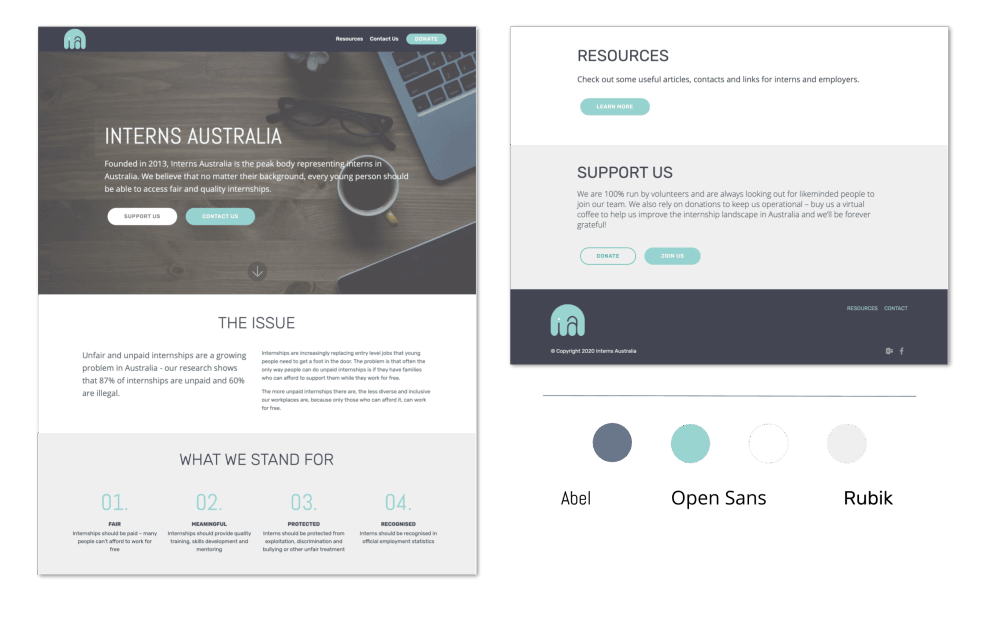 ia
Resources Contact Us DONATE
INTERNS AUSTRALIA
Founded in 2013, Interns Australia is the peak body representing interns in
Australia. We believe that no matter their background, every young person should
be able to access fair and quality internships.
SUPPORT US CONTACT US
THE ISSUE
Unfair and unpaid internships are a growing
problem in Australia - our research shows
that 87% of internships are unpaid and 60%
are illegal.
Internships are increasingly replacing entry level jobs that young
people need to get a foot in the door. The problem is that often the
only way people can do unpaid internships is if they have families
who can afford to support them while they work for free.
The more unpaid internships there are, the less diverse and inclusive
our workplaces are, because only those who can afford it, can work
for free.
WHAT WE STAND FOR
01.
FAIR
Internships should be paid – many
people can't afford to work for
free
02.
MEANINGFUL
Internships should provide quality
training, skills development and
mentoring
03.
PROTECTED
Interns should be protected from
exploitation, discrimination and
bullying or other unfair treatment
04.
RECOGNISED
Interns should be recognised in
official employment statistics
RESOURCES
Check out some useful articles, contacts and links for interns and employers.
LEARN MORE
SUPPORT US
We are 100% run by volunteers and are always looking out for likeminded people to
join our team. We also rely on donations to keep us operational – buy us a virtual
coffee to help us improve the internship landscape in Australia and we'll be forever
grateful!
DONATE JOIN US
ia
RESOURCES CONTACT
© Copyright 2020 Interns Australia
Abel Open Sans Rubik